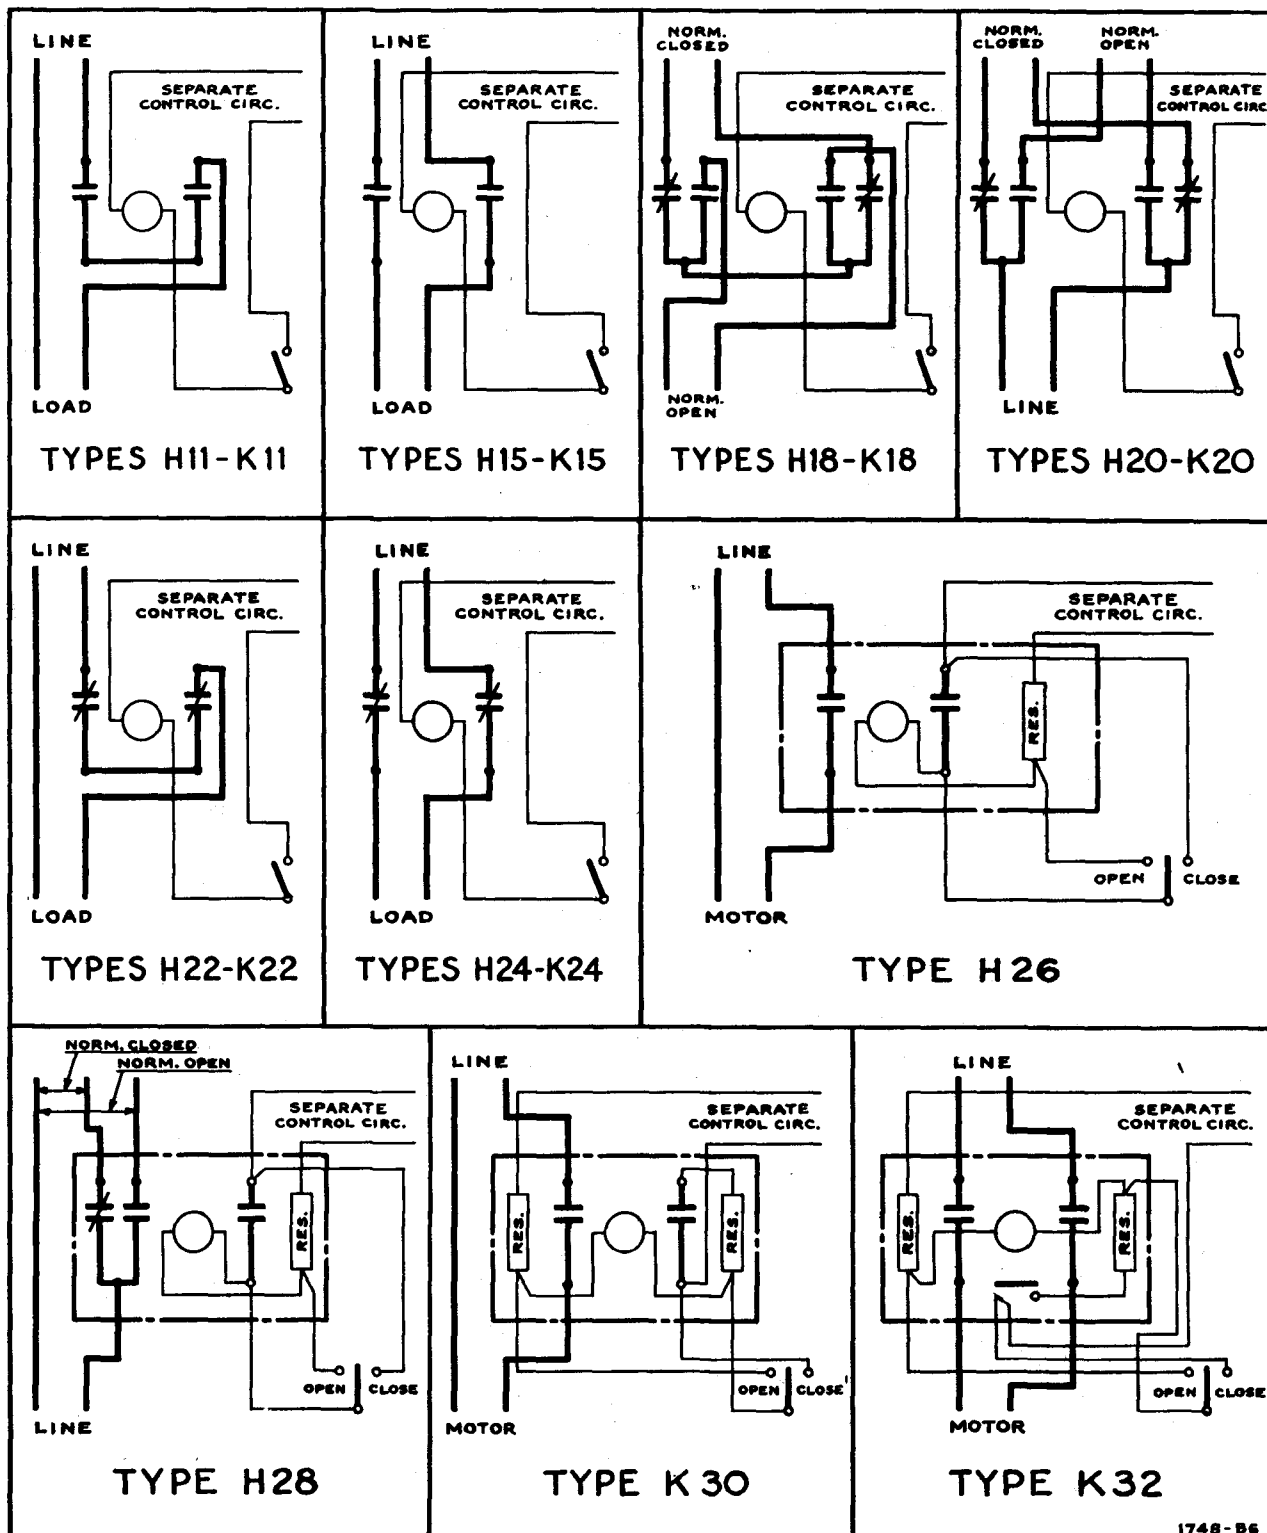 LINE
SEPARATE
CONTROL CIRC.
LOAD
TYPES H11-K11
LINE
SEPARATE
CONTROL CIRC.
LOAD
TYPES H15-K15
NORM.
CLOSED
SEPARATE
CONTROL CIRC.
NORM.
OPEN
TYPES H18-K18
NORM.
CLOSED
NORM.
OPEN
SEPARATE
CONTROL CIRC
LINE
TYPES H20-K20
LINE
SEPARATE
CONTROL CIRC.
LOAD
TYPES H22-K22
LINE
SEPARATE
CONTROL CIRC.
LOAD
TYPES H24-K24
LINE
SEPARATE
CONTROL CIRC.
RES.
OPEN
CLOSE
MOTOR
TYPE H26
NORM. CLOSED
NORM. OPEN
SEPARATE
CONTROL CIRC.
RES.
OPEN
CLOSE
LINE
TYPE H28
LINE
SEPARATE
CONTROL CIRC.
RES.
RES.
OPEN
CLOSE
MOTOR
TYPE K30
LINE
SEPARATE
CONTROL CIRC.
RES.
RES.
OPEN
CLOSE
MOTOR
TYPE K32
1748-B6